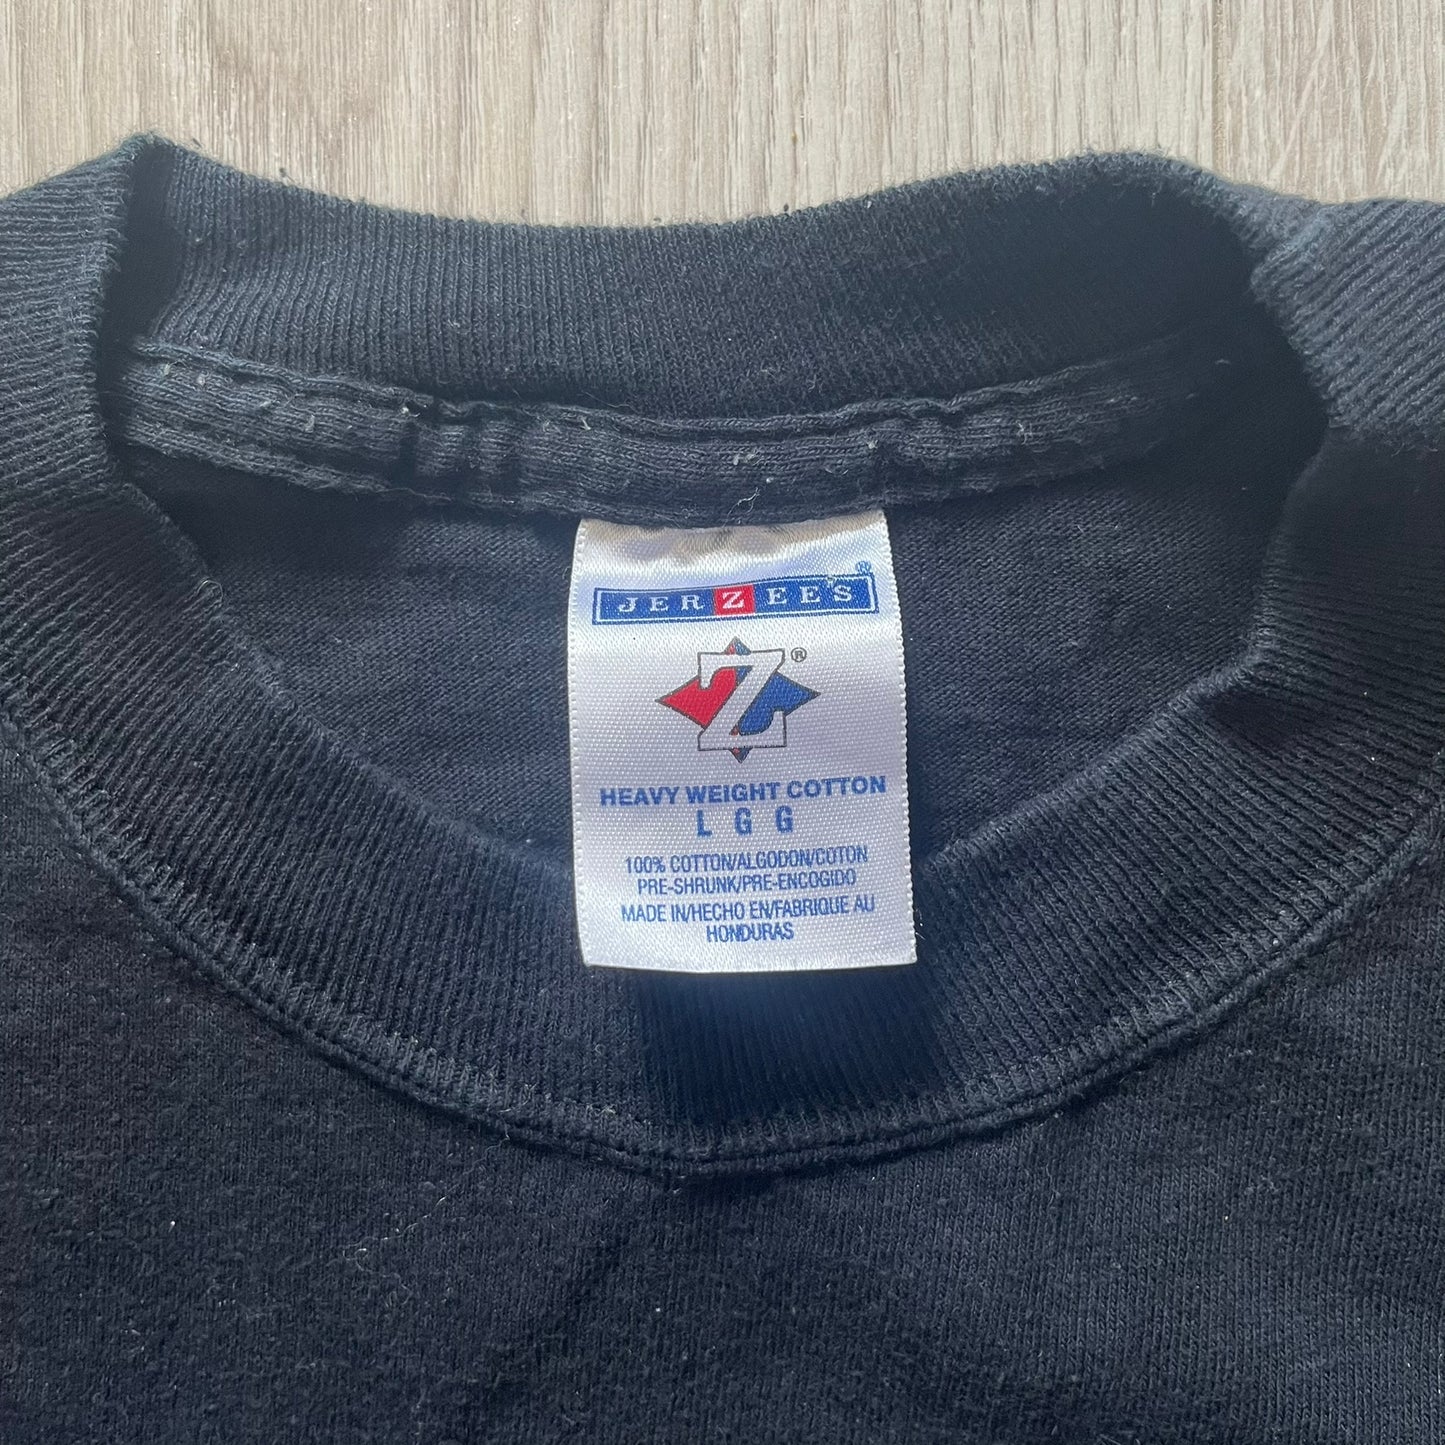 JERZEES®
Z®
HEAVY WEIGHT COTTON
L G G
100% COTTON/ALGODON/COTON
PRE-SHRUNK/PRE-ENCOGIDO
MADE IN/HECHO EN/FABRIQUE AU
HONDURAS